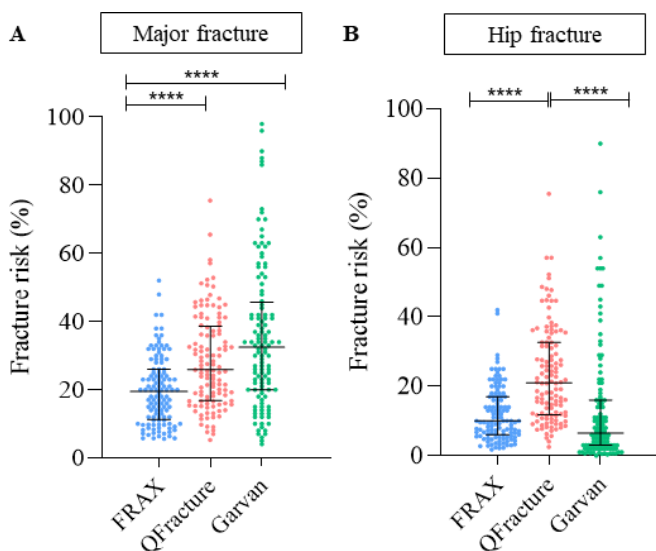 A
Major fracture
****
****
Fracture risk (%)
100
80
60
40
20
0
FRAX
QFracture
Garvan
B
Hip fracture
****
****
Fracture risk (%)
100
80
60
40
20
0
FRAX
QFracture
Garvan